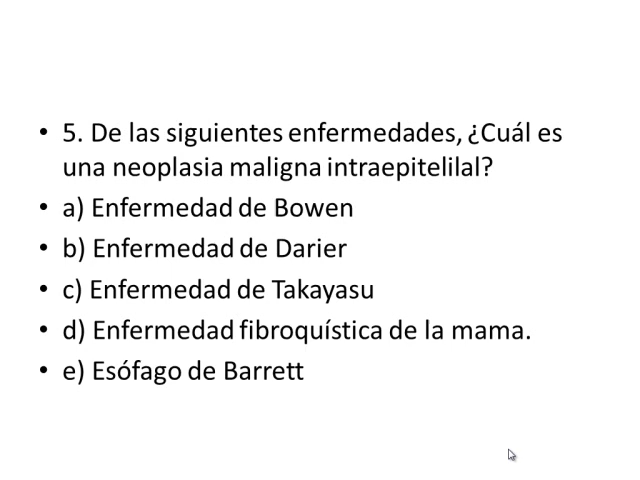 • 5. De las siguientes enfermedades, ¿Cuál es
una neoplasia maligna intraepitelilal?
• a) Enfermedad de Bowen
• b) Enfermedad de Darier
• c) Enfermedad de Takayasu
• d) Enfermedad fibroquística de la mama.
• e) Esófago de Barrett